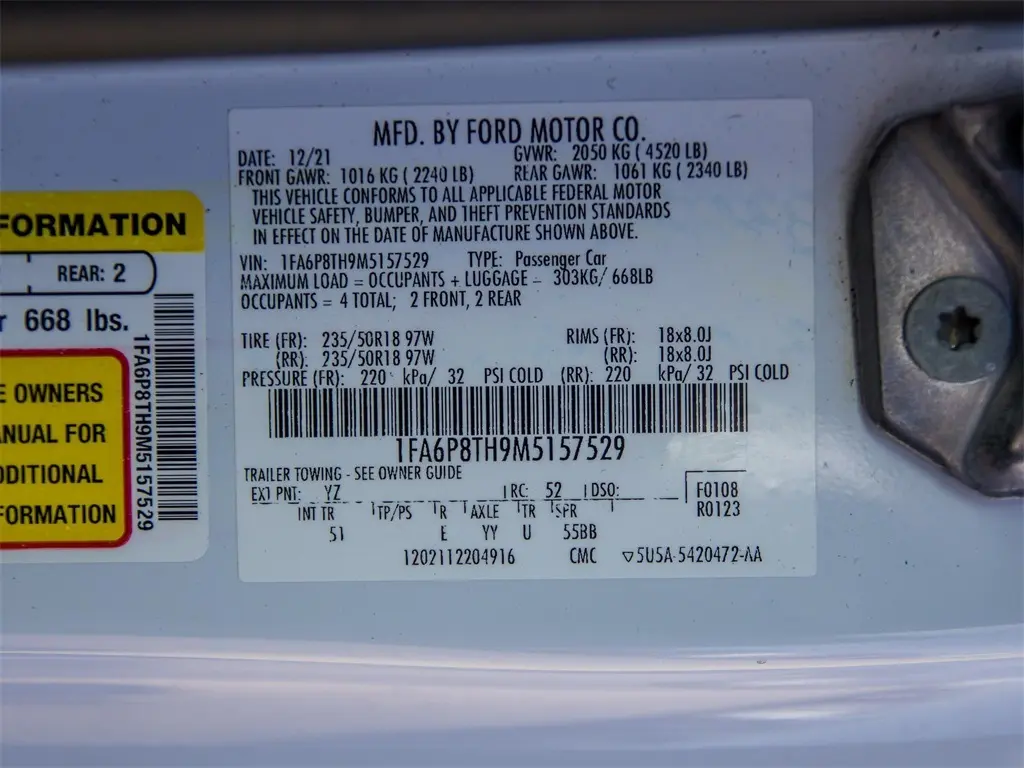 FORMATION
REAR: 2
r 668 lbs.
E OWNERS
ANUAL FOR
DDITIONAL
FORMATION
1FA6P8TH9M5157529
MFD. BY FORD MOTOR CO.
DATE: 12/21 GVWR: 2050 KG ( 4520 LB)
FRONT GAWR: 1016 KG ( 2240 LB) REAR GAWR: 1061 KG ( 2340 LB)
THIS VEHICLE CONFORMS TO ALL APPLICABLE FEDERAL MOTOR
VEHICLE SAFETY, BUMPER, AND THEFT PREVENTION STANDARDS
IN EFFECT ON THE DATE OF MANUFACTURE SHOWN ABOVE.
VIN: 1FA6P8TH9M5157529 TYPE: Passenger Car
MAXIMUM LOAD = OCCUPANTS + LUGGAGE = 303KG/ 668LB
OCCUPANTS = 4 TOTAL; 2 FRONT, 2 REAR
TIRE (FR): 235/50R18 97W RIMS (FR): 18x8.0J
(RR): 235/50R18 97W (RR): 18x8.0J
PRESSURE (FR): 220 kPa/ 32 PSI COLD (RR): 220 kPa/ 32 PSI COLD
1FA6P8TH9M5157529
TRAILER TOWING - SEE OWNER GUIDE
EXT PNT: YZ RC: 52 DSO: F0108
INT TR TP/PS R AXLE TR SPR R0123
51 E YY U 55BB
1202112204916 CMC ▽5U5A-5420472-AA